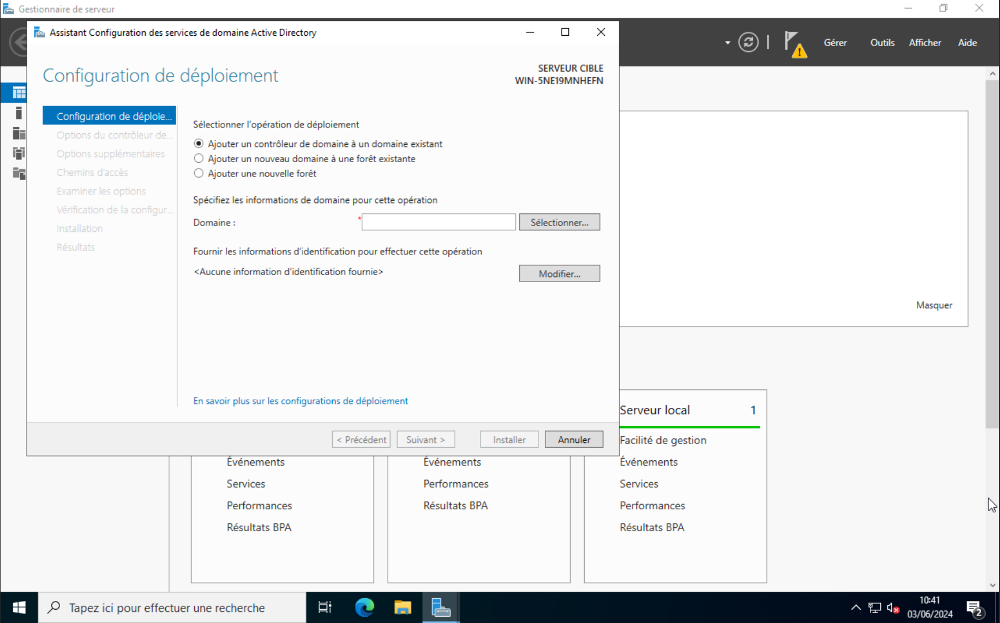 Gestionnaire de serveur
Assistant Configuration des services de domaine Active Directory
Gérer
Outils
Afficher
Aide
Configuration de déploiement
SERVEUR CIBLE
WIN-5NE19MNHEFN
Configuration de déploie...
Options du contrôleur de...
Options supplémentaires
Chemins d'accès
Examiner les options
Vérification de la configur...
Installation
Résultats
Sélectionner l'opération de déploiement
Ajouter un contrôleur de domaine à un domaine existant
Ajouter un nouveau domaine à une forêt existante
Ajouter une nouvelle forêt
Spécifiez les informations de domaine pour cette opération
Domaine :
*
Sélectionner...
Fournir les informations d'identification pour effectuer cette opération
<Aucune information d'identification fournie>
Modifier...
En savoir plus sur les configurations de déploiement
< Précédent
Suivant >
Installer
Annuler
Masquer
Événements
Services
Performances
Résultats BPA
Événements
Performances
Résultats BPA
Serveur local 1
Facilité de gestion
Événements
Services
Performances
Résultats BPA
Tapez ici pour effectuer une recherche
10:41
03/06/2024
2